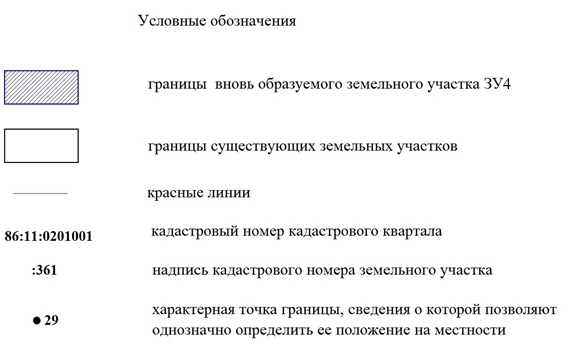 Условные обозначения
границы вновь образуемого земельного участка ЗУ4
границы существующих земельных участков
красные линии
86:11:0201001 кадастровый номер кадастрового квартала
:361 надпись кадастрового номера земельного участка
29 характерная точка границы, сведения о которой позволяют
однозначно определить ее положение на местности